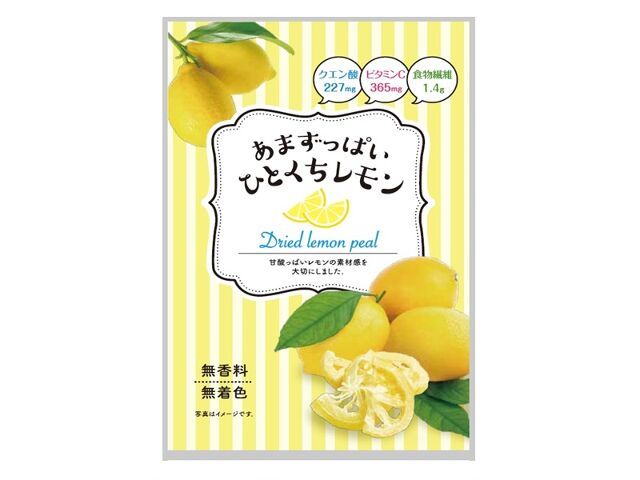 クエン酸
227mg
ビタミンC
365mg
食物繊維
1.4g
あまずっぱい
ひとくちレモン
Dried lemon peal
甘酸っぱいレモンの素材感を
大切にしました。
無香料
無着色
写真はイメージです。